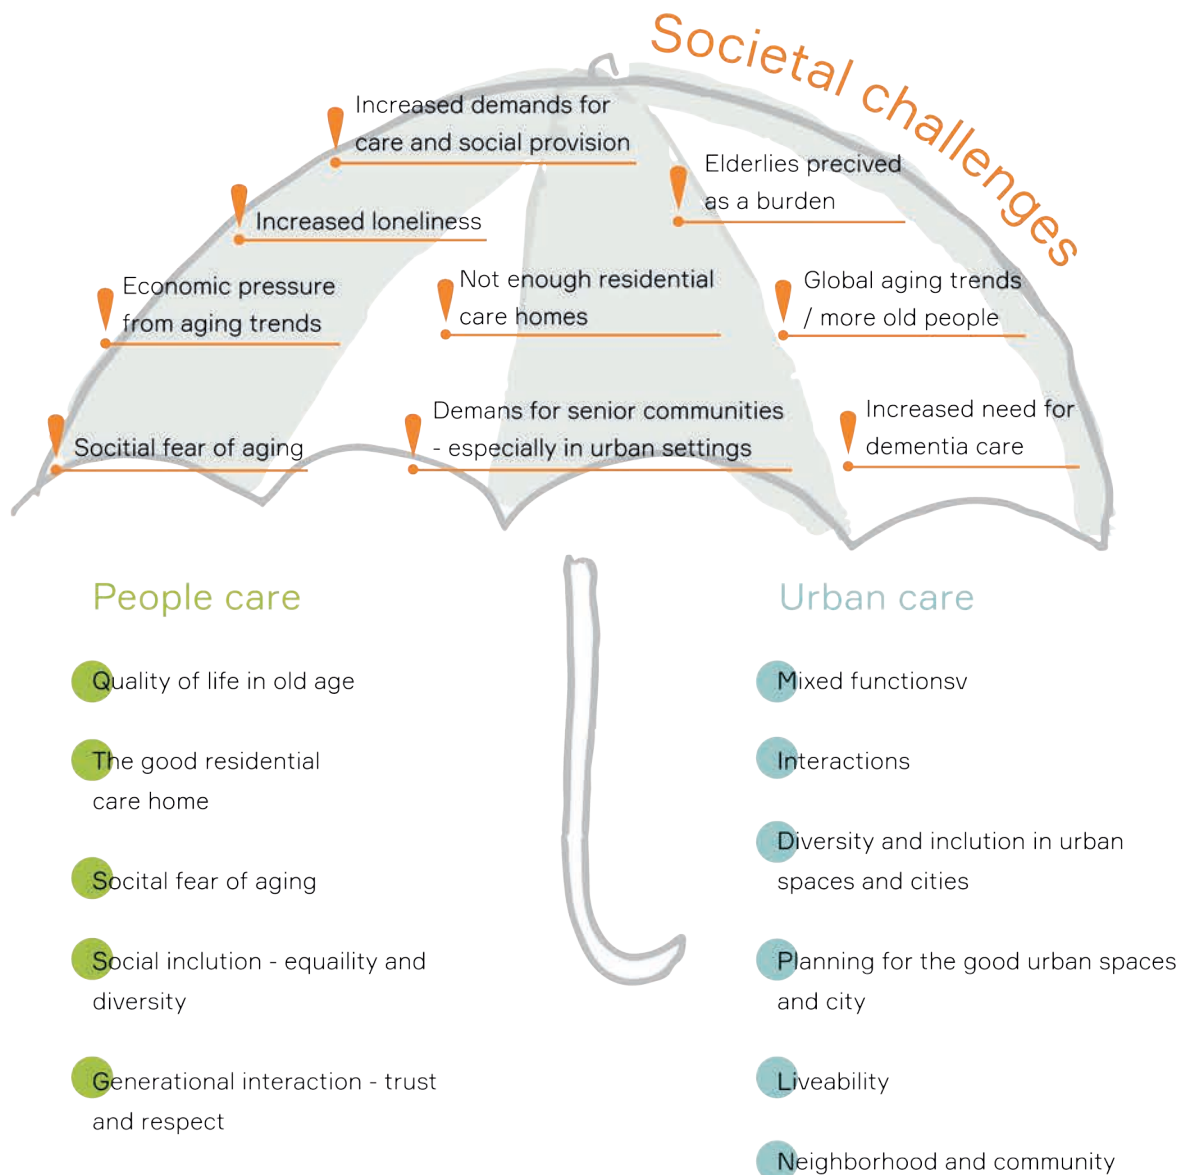 Societal challenges
Increased demands for
care and social provision
Elderlies precived
as a burden
Increased loneliness
Economic pressure
from aging trends
Not enough residential
care homes
Global aging trends
/ more old people
Socitial fear of aging
Demans for senior communities
- especially in urban settings
Increased need for
dementia care
People care
Quality of life in old age
The good residential
care home
Socital fear of aging
Social inclution - equaility and
diversity
Generational interaction - trust
and respect
Urban care
Mixed functionsv
Interactions
Diversity and inclution in urban
spaces and cities
Planning for the good urban spaces
and city
Liveability
Neighborhood and community